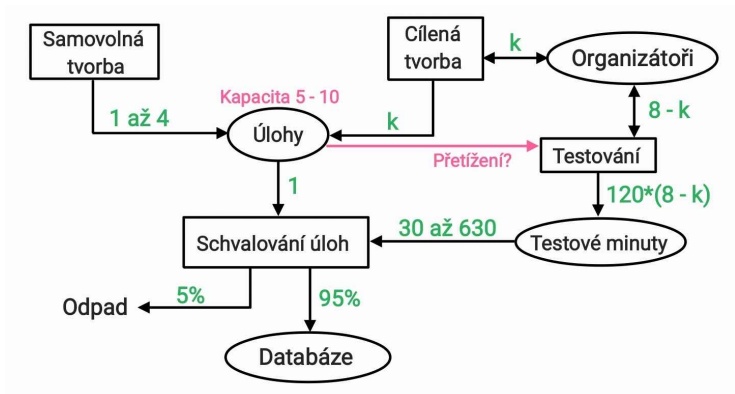 Samovolná
tvorba
Cílená
tvorba
k
Organizátoři
Kapacita 5 - 10
1 až 4
Úlohy
k
8 - k
Přetížení?
Testování
1
120*(8 - k)
Schvalování úloh
30 až 630
Testové minuty
Odpad
5%
95%
Databáze